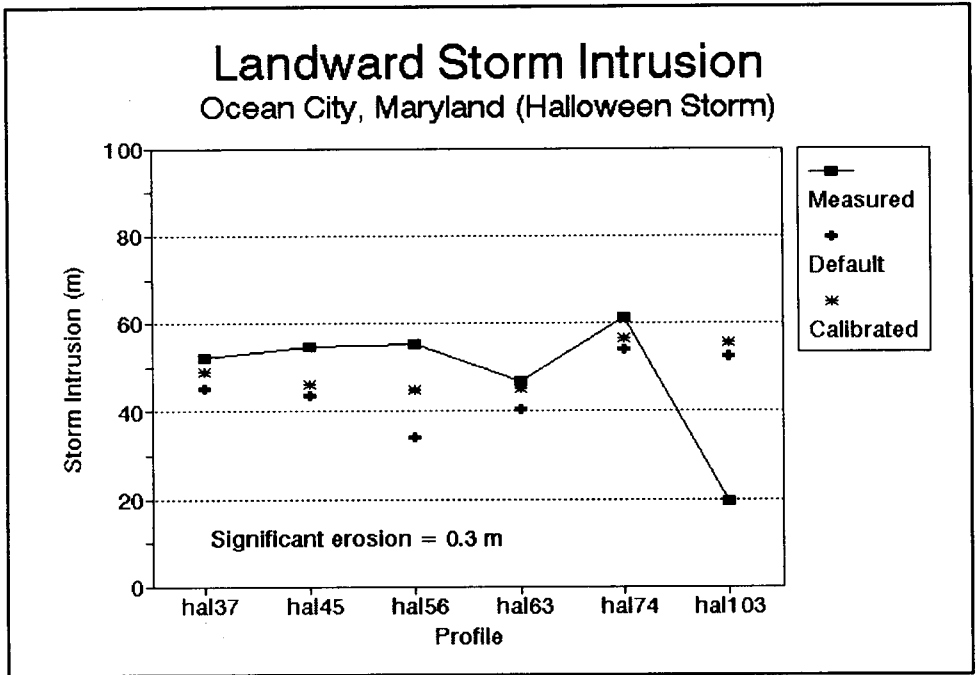 Landward Storm Intrusion
Ocean City, Maryland (Halloween Storm)
100
80
60
40
20
0
Storm Intrusion (m)
Significant erosion = 0.3 m
hal37 hal45 hal56 hal63 hal74 hal103
Profile
Measured
Default
Calibrated